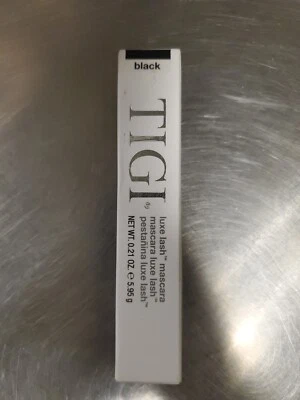 black
TIGI®
luxe lash™ mascara
mascara luxe lash™
pestañina luxe lash™
NET WT. 0.21 OZ. ℮ 5.95 g